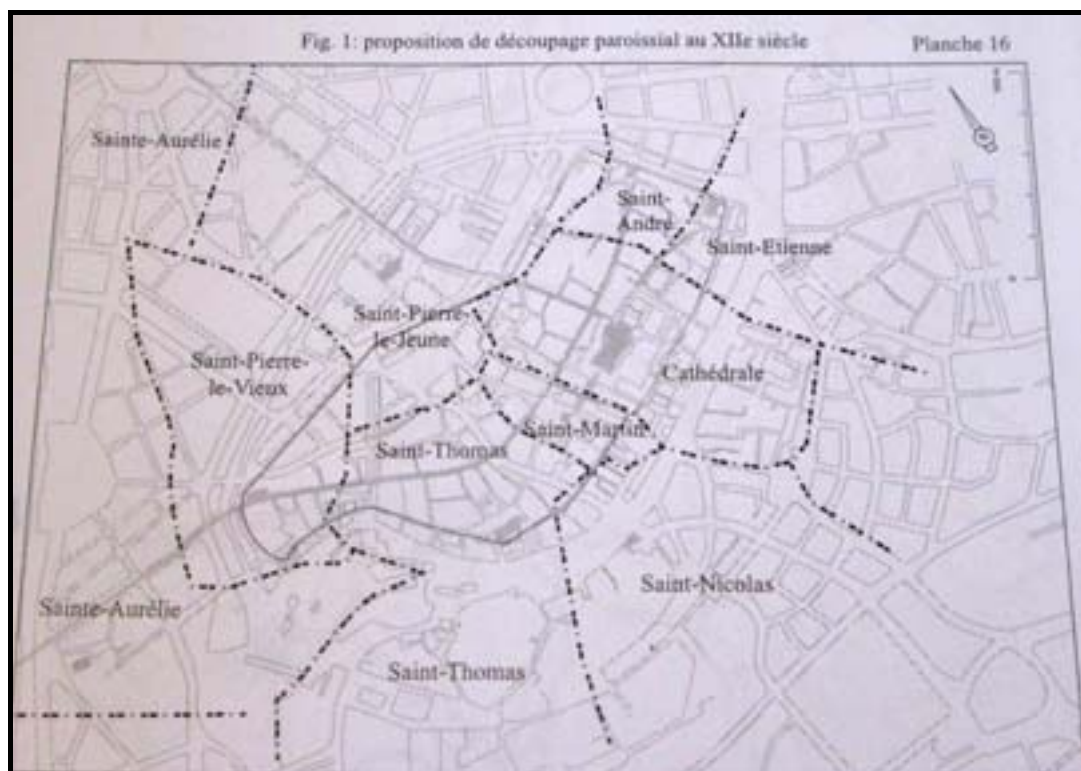 Fig. 1: proposition de découpage paroissial au XIIe siècle
Planche 16
Sainte-Aurélie
Saint-
André
Saint-Etienne
Saint-Pierre-
le-Jeune
Saint-Pierre-
le-Vieux
Cathédrale
Saint-Martin
Saint-Thomas
Saint-Nicolas
Sainte-Aurélie
Saint-Thomas